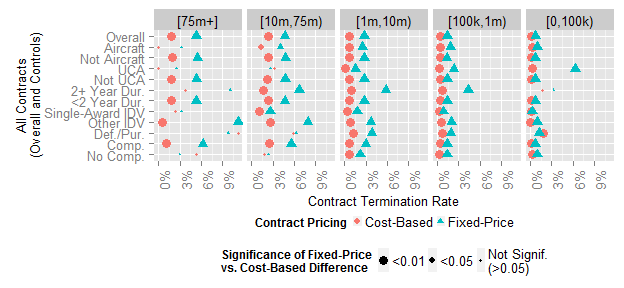 [75m+]
[10m,75m)
[1m,10m)
[100k,1m)
[0,100k)
All Contracts
(Overall and Controls)
Overall
Aircraft
Not Aircraft
UCA
Not UCA
2+ Year Dur.
<2 Year Dur.
Single-Award IDV
Other IDV
Def./Pur.
Comp.
No Comp.
0% 3% 6% 9%
0% 3% 6% 9%
0% 3% 6% 9%
0% 3% 6% 9%
0% 3% 6% 9%
Contract Termination Rate
Contract Pricing Cost-Based Fixed-Price
Significance of Fixed-Price
vs. Cost-Based Difference
<0.01 <0.05 Not Signif.
(>0.05)